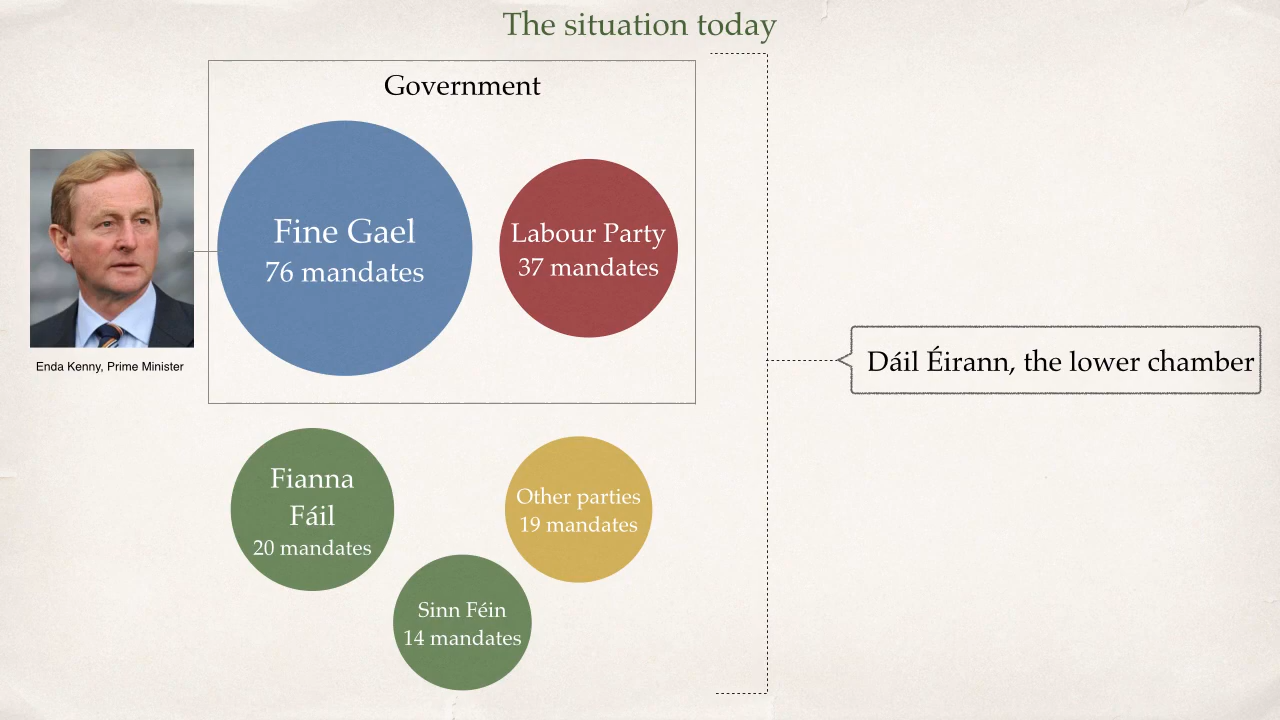 The situation today
Government
Fine Gael
76 mandates
Labour Party
37 mandates
Enda Kenny, Prime Minister
Dáil Éirann, the lower chamber
Fianna
Fáil
20 mandates
Other parties
19 mandates
Sinn Féin
14 mandates